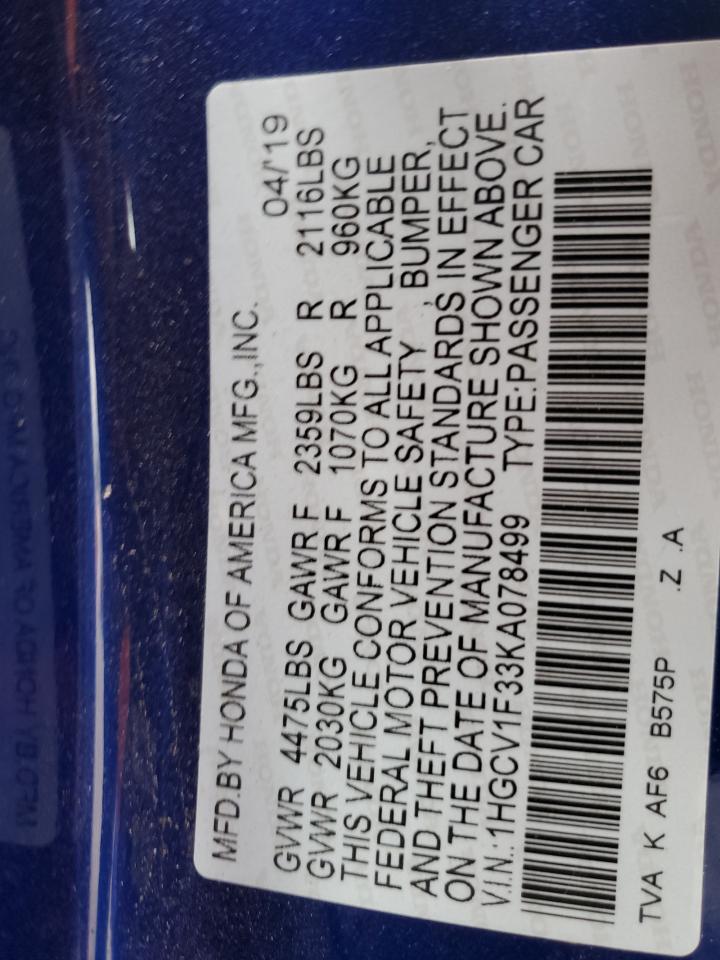 MFD.BY HONDA OF AMERICA MFG.,INC. 04/'19
GVWR 4475LBS GAWR F 2359LBS R 2116LBS
GVWR 2030KG GAWR F 1070KG R 960KG
THIS VEHICLE CONFORMS TO ALL APPLICABLE
FEDERAL MOTOR VEHICLE SAFETY, BUMPER,
AND THEFT PREVENTION STANDARDS IN EFFECT
ON THE DATE OF MANUFACTURE SHOWN ABOVE.
V.I.N.:1HGCV1F33KA078499 TYPE:PASSENGER CAR
TVA K AF6 B575P .Z .A